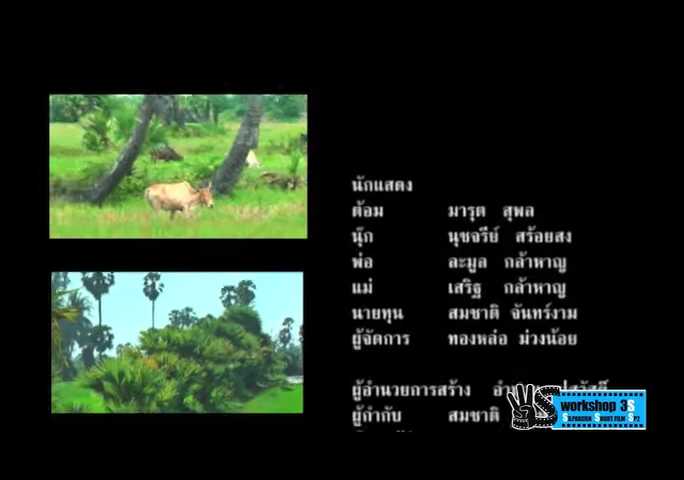 นักแสดง
ต้อม มารุต สุพล
นุ๊ก นุชจรีย์ สร้อยสง
พ่อ ละมูล กล้าหาญ
แม่ เสริฐ กล้าหาญ
นายทุน สมชาติ จันทร์งาม
ผู้จัดการ ทองหล่อ ม่วงน้อย
ผู้อำนวยการสร้าง
ผู้กำกับ สมชาติ
workshop 3S
SHORT FILM